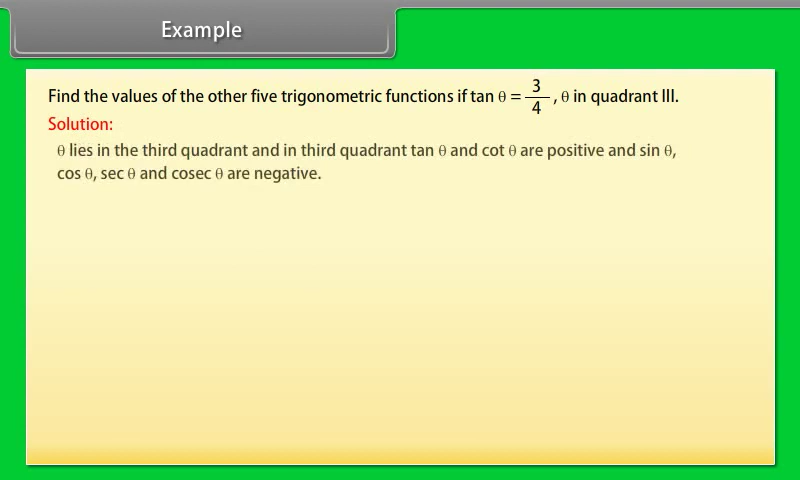 Example
Find the values of the other five trigonometric functions if tan θ = 3/4 , θ in quadrant III.
Solution:
θ lies in the third quadrant and in third quadrant tan θ and cot θ are positive and sin θ,
cos θ, sec θ and cosec θ are negative.